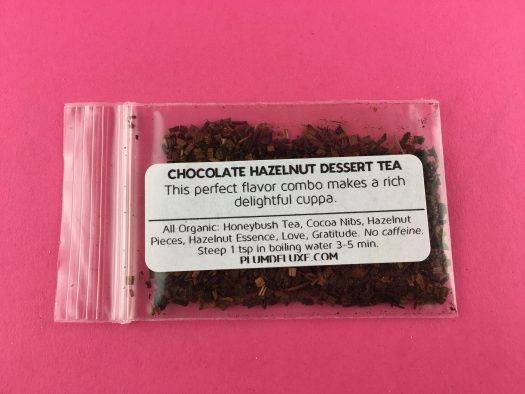 CHOCOLATE HAZELNUT DESSERT TEA
This perfect flavor combo makes a rich
delightful cuppa.
All Organic: Honeybush Tea, Cocoa Nibs, Hazelnut
Pieces, Hazelnut Essence, Love, Gratitude. No caffeine.
Steep 1 tsp in boiling water 3-5 min.
PLUMDELUXE.COM